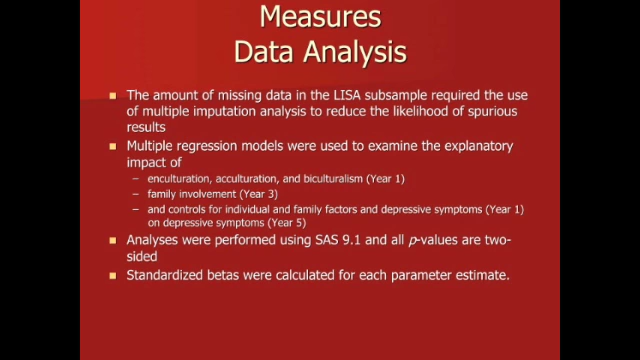 Measures
Data Analysis
■ The amount of missing data in the LISA subsample required the use
of multiple imputation analysis to reduce the likelihood of spurious
results
■ Multiple regression models were used to examine the explanatory
impact of
– enculturation, acculturation, and biculturalism (Year 1)
– family involvement (Year 3)
– and controls for individual and family factors and depressive symptoms (Year 1)
on depressive symptoms (Year 5)
■ Analyses were performed using SAS 9.1 and all p-values are two-
sided
■ Standardized betas were calculated for each parameter estimate.